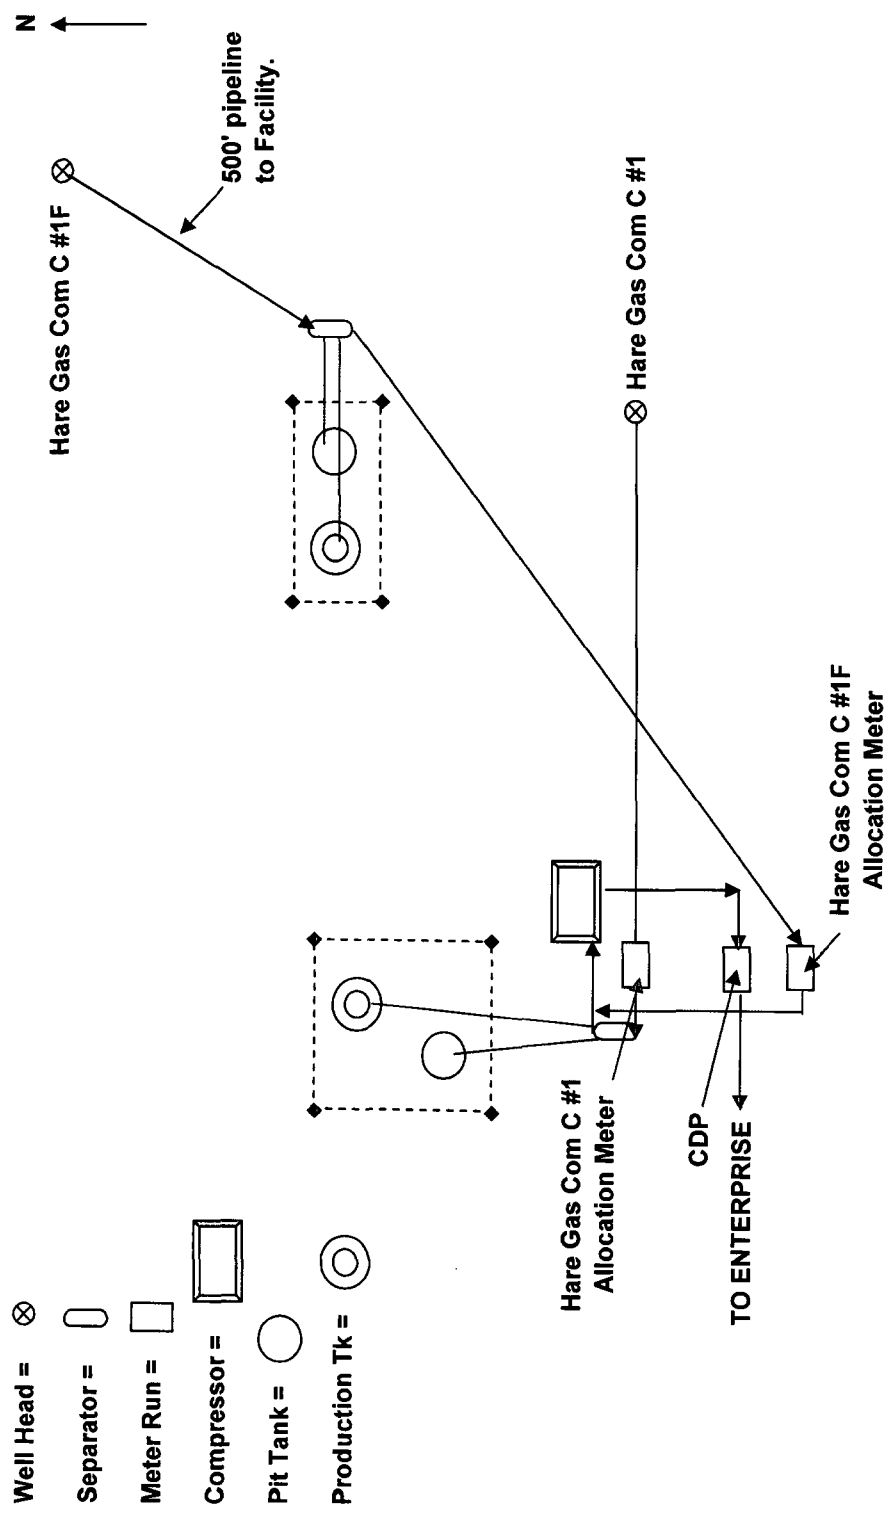 Well Head =
Separator =
Meter Run =
Compressor =
Pit Tank =
Production Tk =
N
500' pipeline
to Facility.
Hare Gas Com C #1F
Hare Gas Com C #1
Hare Gas Com C #1
Allocation Meter
CDP
TO ENTERPRISE
Hare Gas Com C #1F
Allocation Meter